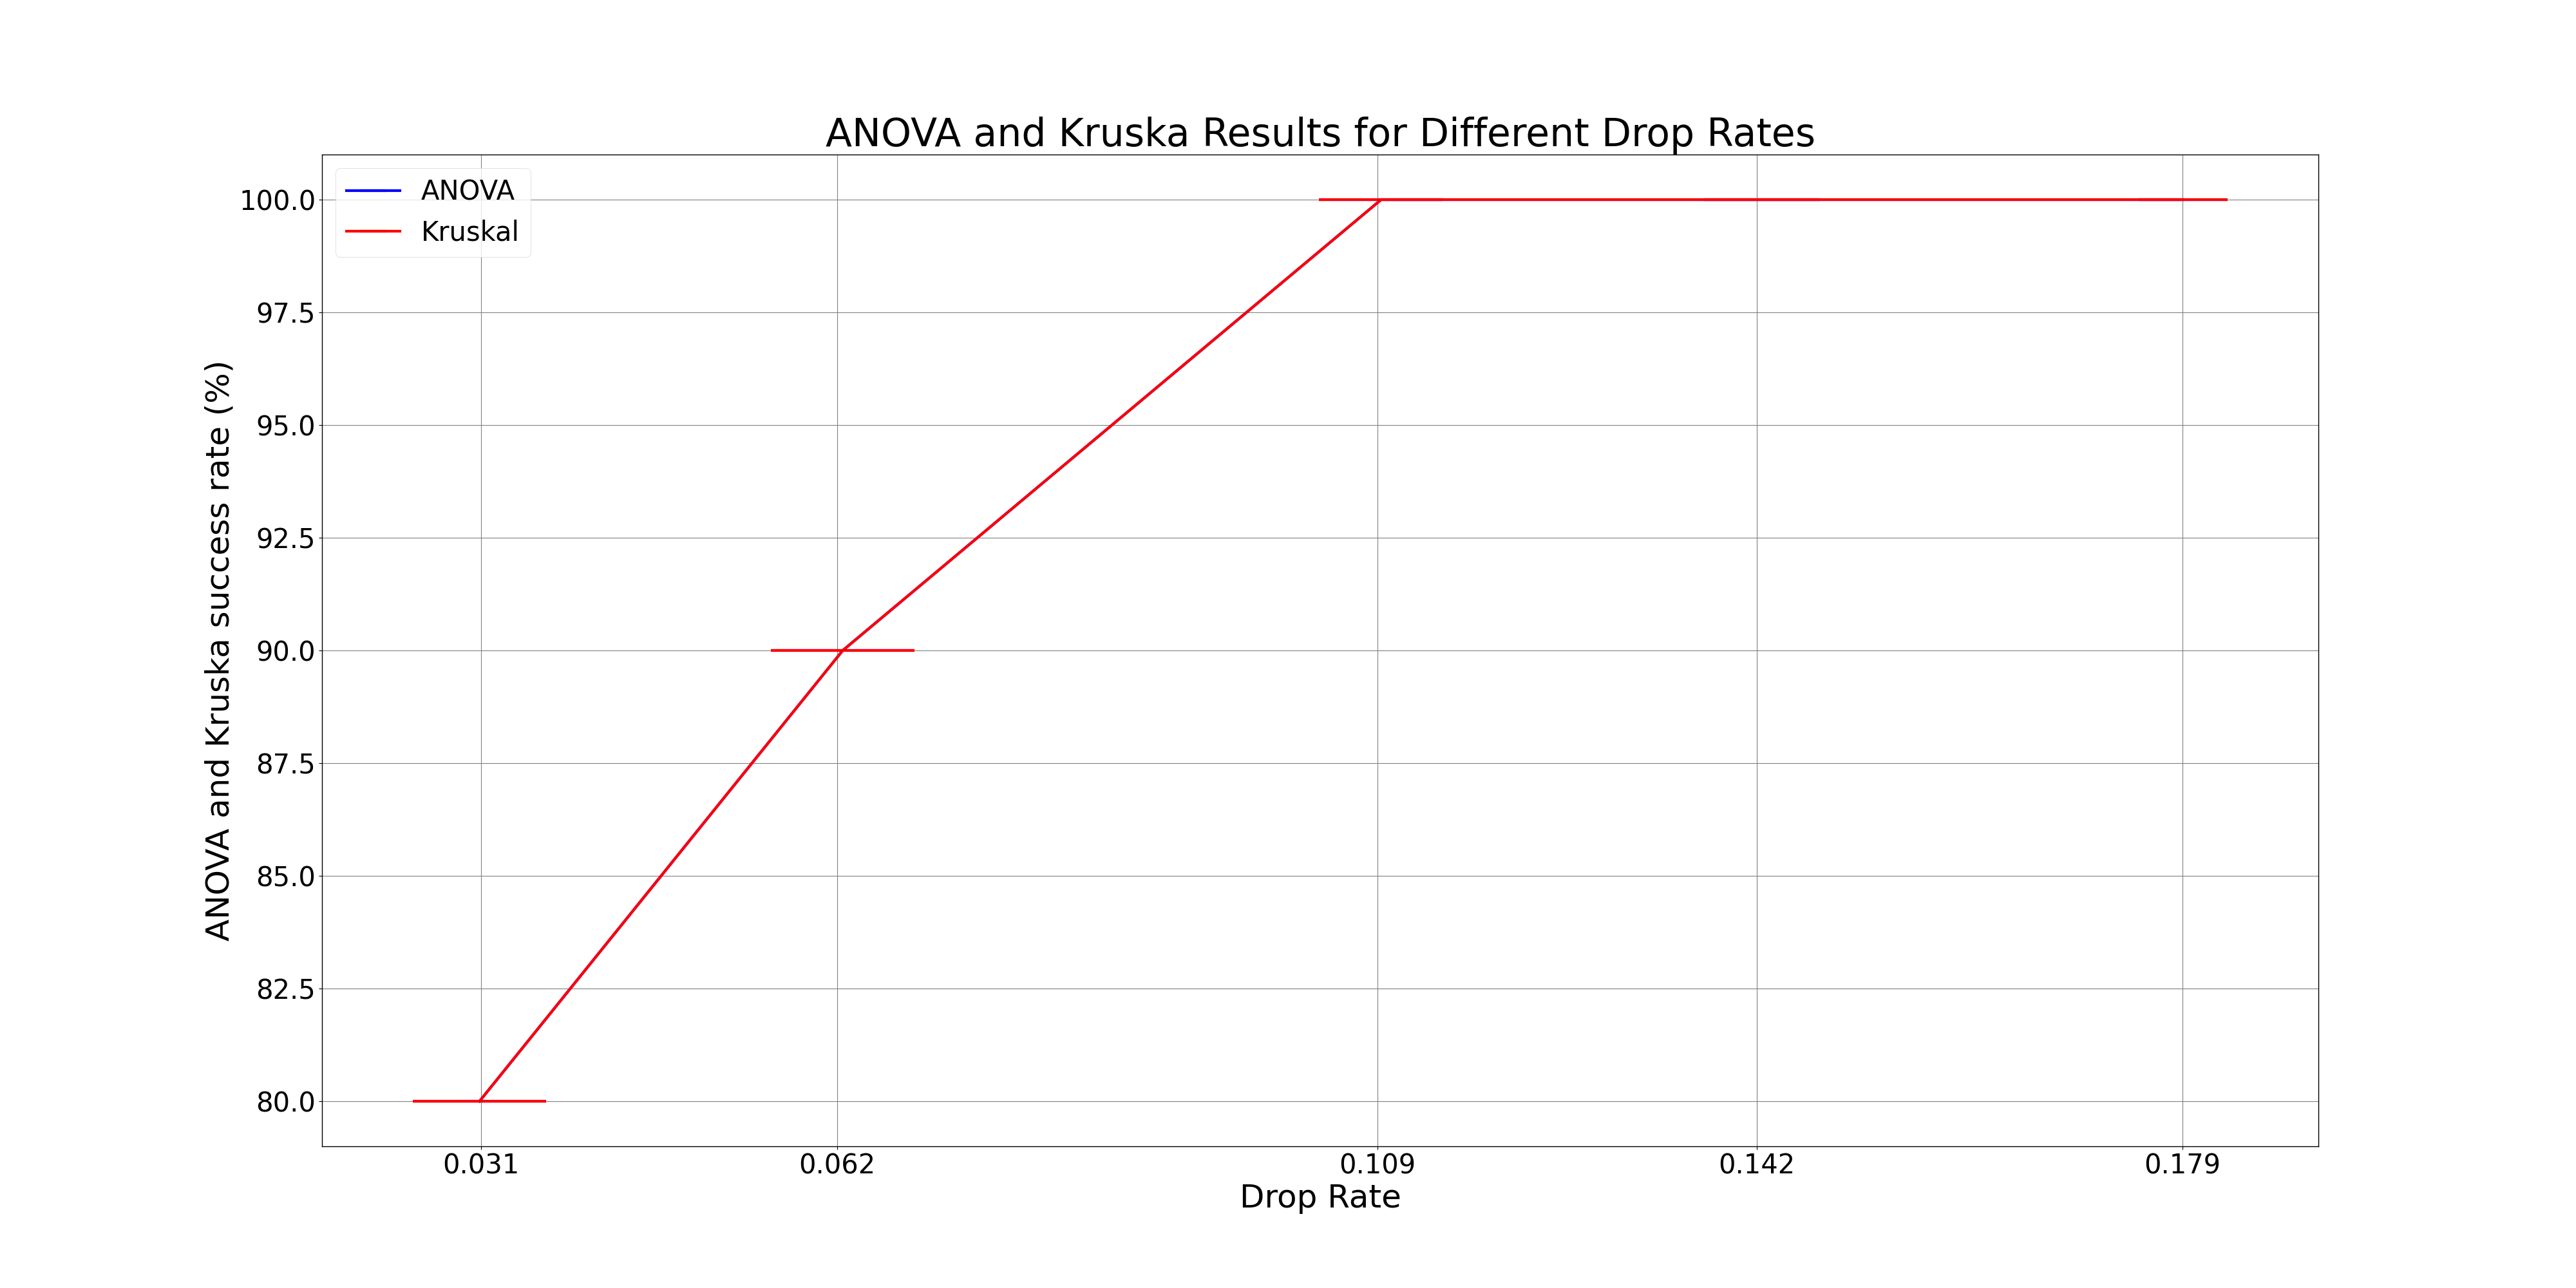 ANOVA and Kruska Results for Different Drop Rates
ANOVA
Kruskal
100.0
97.5
95.0
92.5
90.0
87.5
85.0
82.5
80.0
ANOVA and Kruska success rate (%)
0.031 0.062 0.109 0.142 0.179
Drop Rate